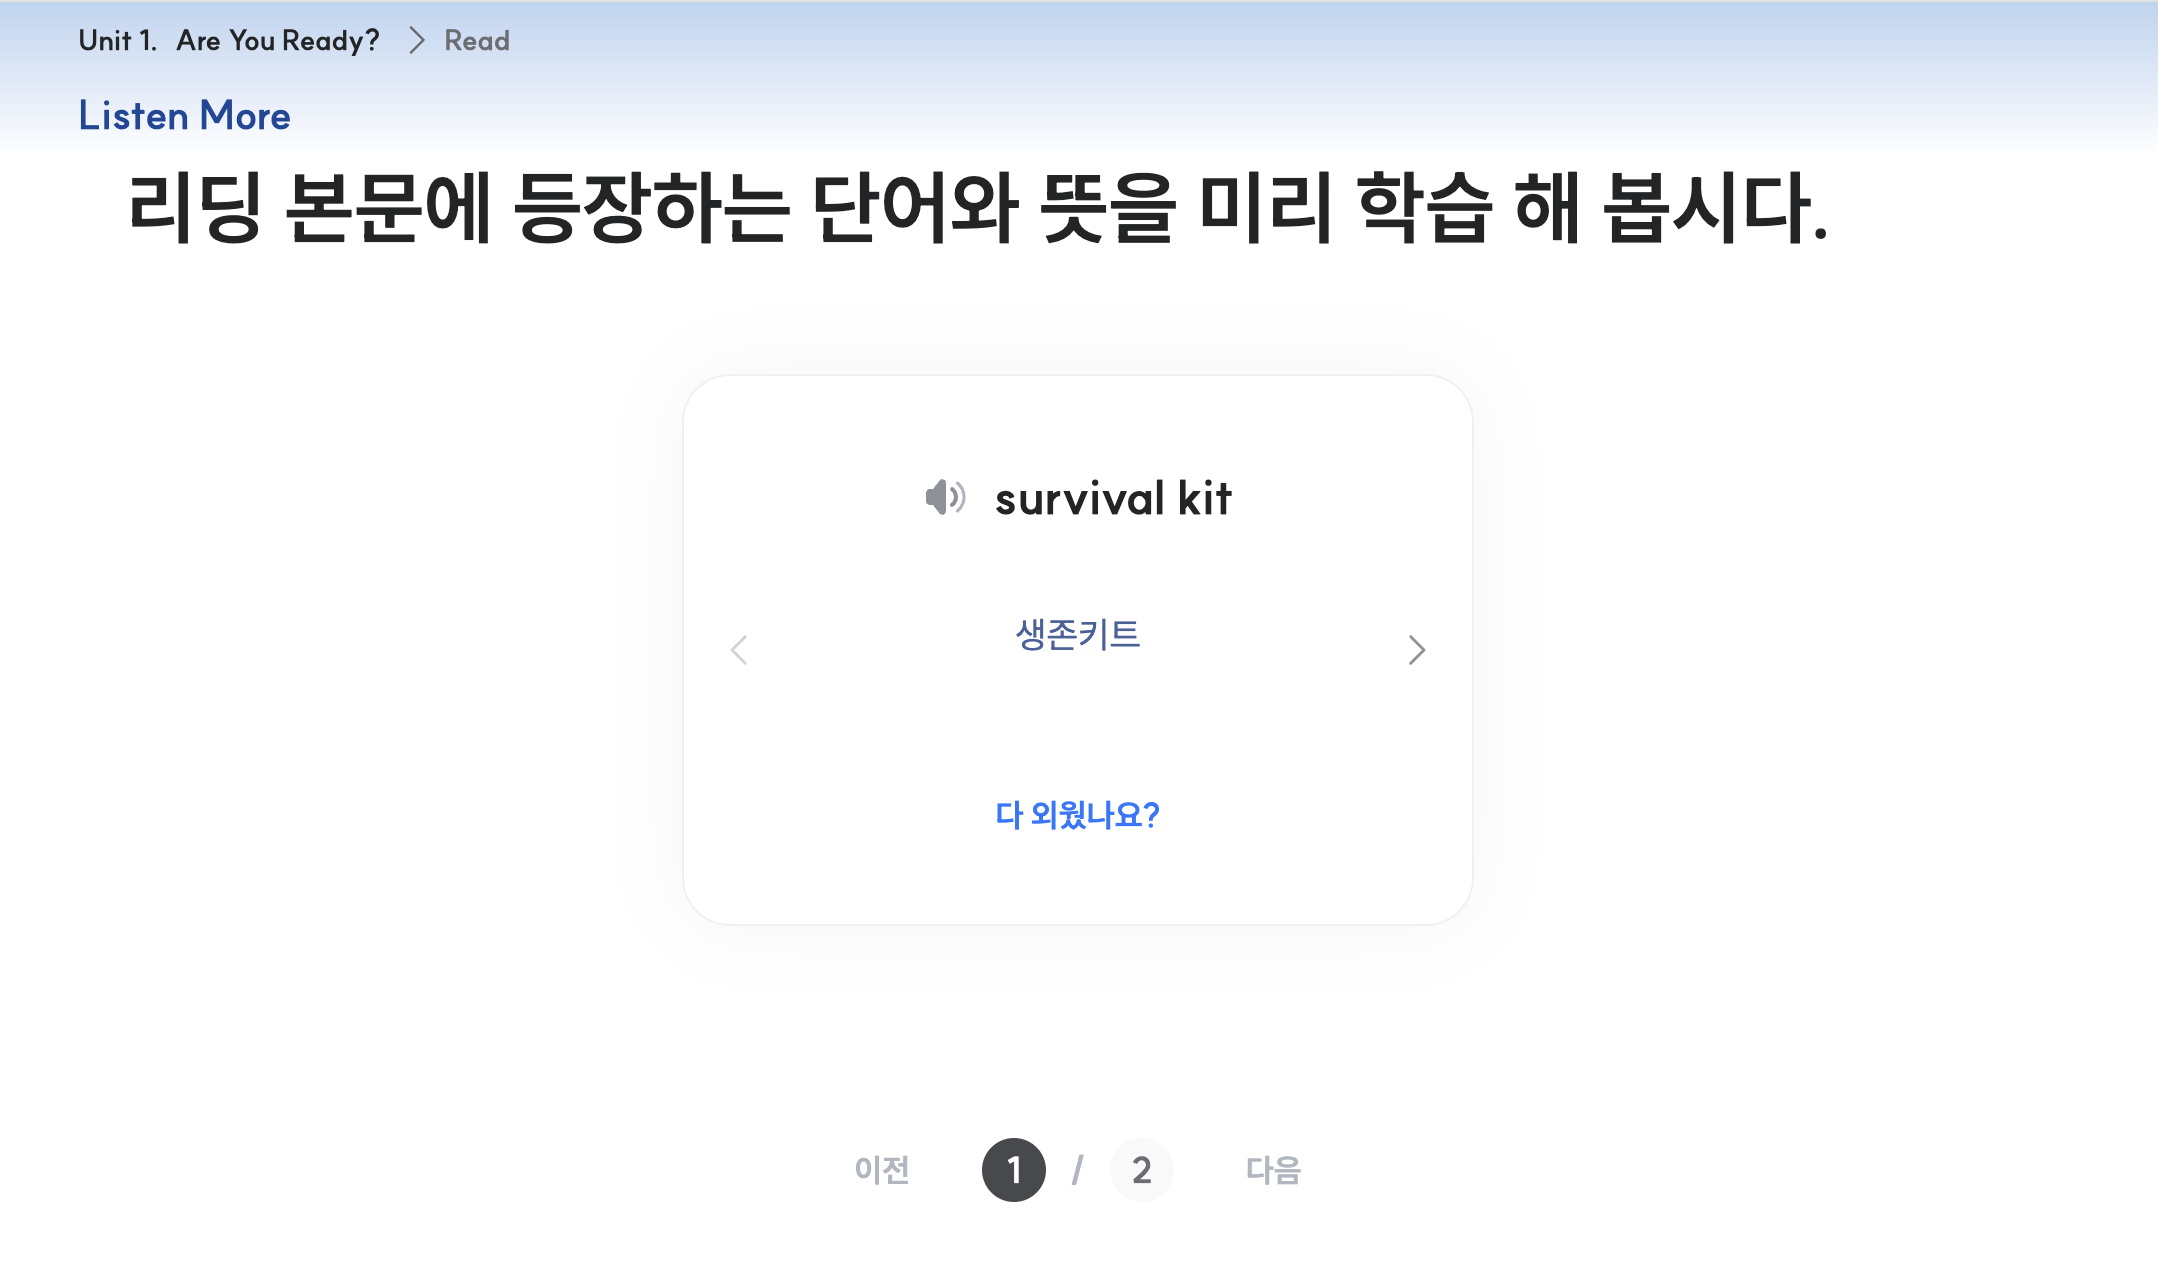 Unit 1. Are You Ready? > Read
Listen More
리딩 본문에 등장하는 단어와 뜻을 미리 학습 해 봅시다.
survival kit
생존키트
다 외웠나요?
이전 1 / 2 다음